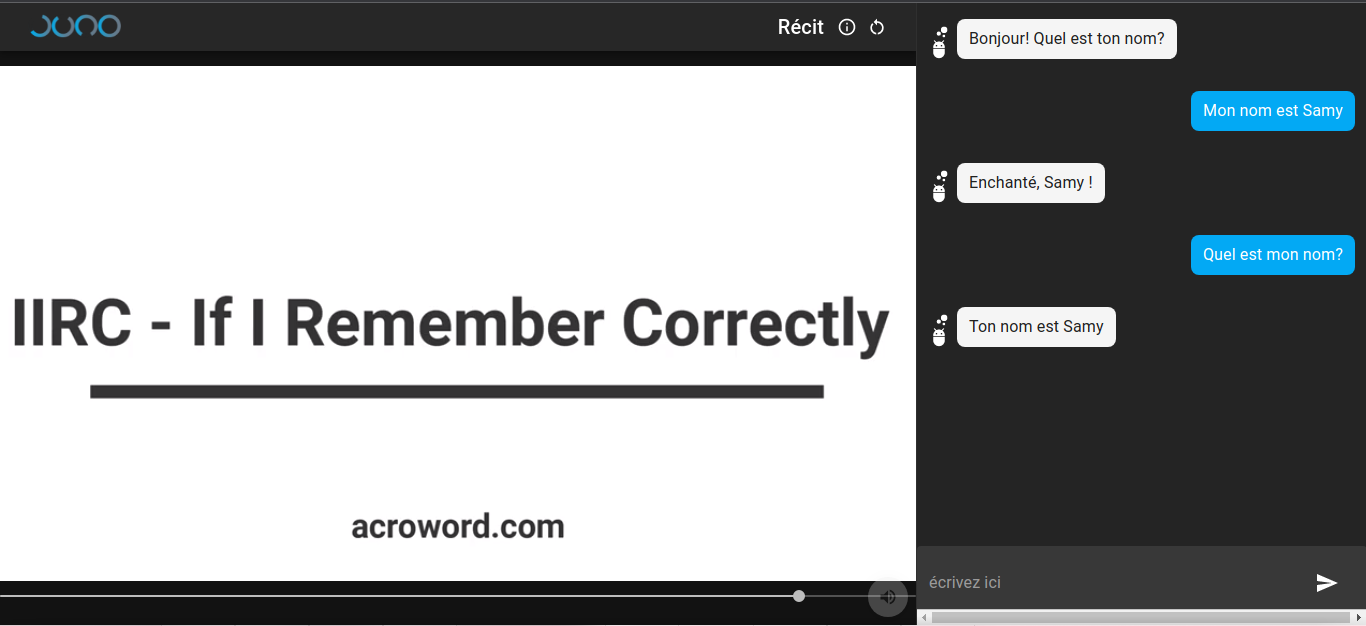 JUNO
Récit
IIRC - If I Remember Correctly
acroword.com
Bonjour! Quel est ton nom?
Mon nom est Samy
Enchanté, Samy !
Quel est mon nom?
Ton nom est Samy
écrivez ici